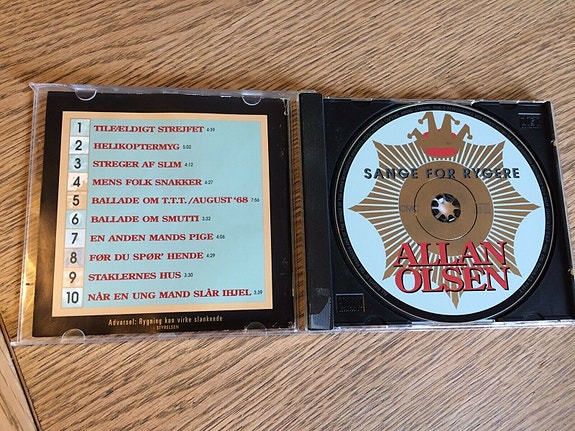 1 TILFÆLDIGT STREJFET 4:39
2 HELIKOPTERMYG 5:02
3 STREGER AF SLIM 4:12
4 MENS FOLK SNAKKER 4:27
5 BALLADE OM T.T.T./AUGUST '68 7:56
6 BALLADE OM SMUTTI 3:32
7 EN ANDEN MANDS PIGE 4:06
8 FØR DU SPØR' HENDE 4:29
9 STAKLERNES HUS 3:30
10 NÅR EN UNG MAND SLÅR IHJEL 3:39
Advarsel: Rygning kan virke slankende
STYRELSEN
SANGE FOR RYGERE
ALLAN
OLSEN